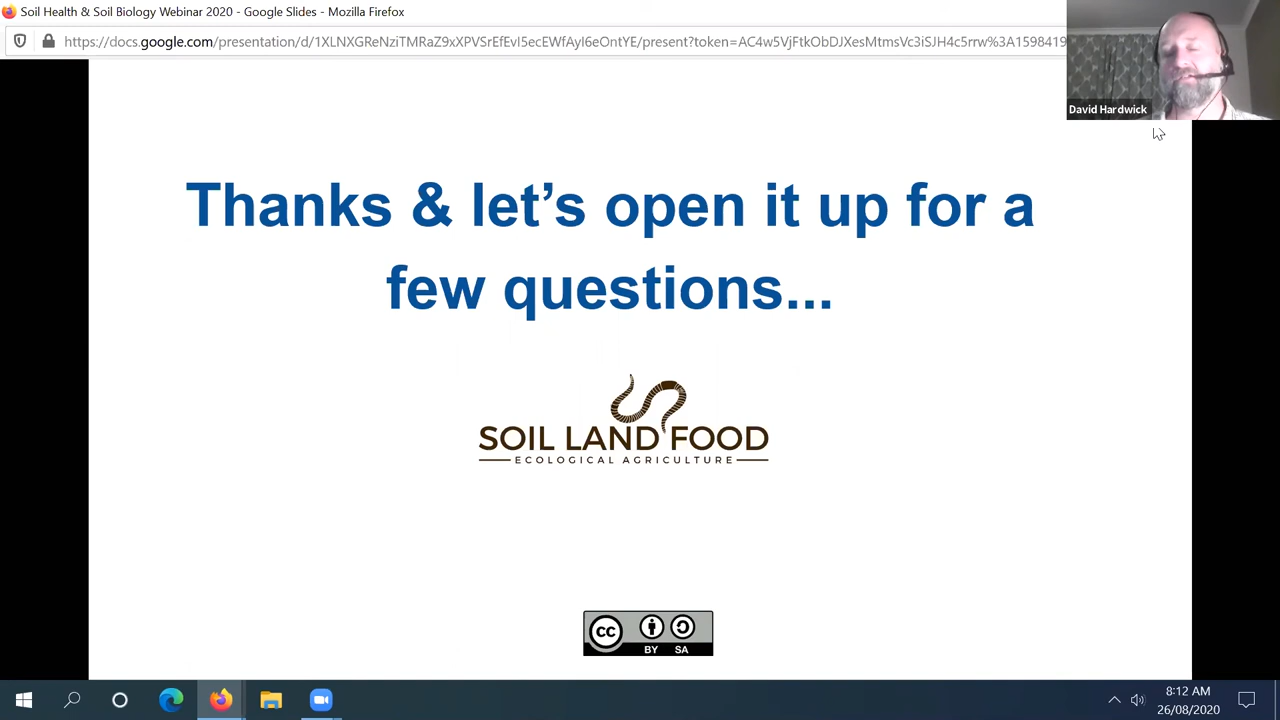 Soil Health & Soil Biology Webinar 2020 - Google Slides - Mozilla Firefox
https://docs.google.com/presentation/d/1XLNXGReNziTMRaZ9xXPVSrEfEvI5ecEWfAyI6eOntYE/present?token=AC4w5VjFtkObDJXesMtmsVc3iSJH4c5rrw%3A1598419
David Hardwick
Thanks & let’s open it up for a
few questions...
SOIL LAND FOOD
ECOLOGICAL AGRICULTURE
CC
BY SA
8:12 AM
26/08/2020